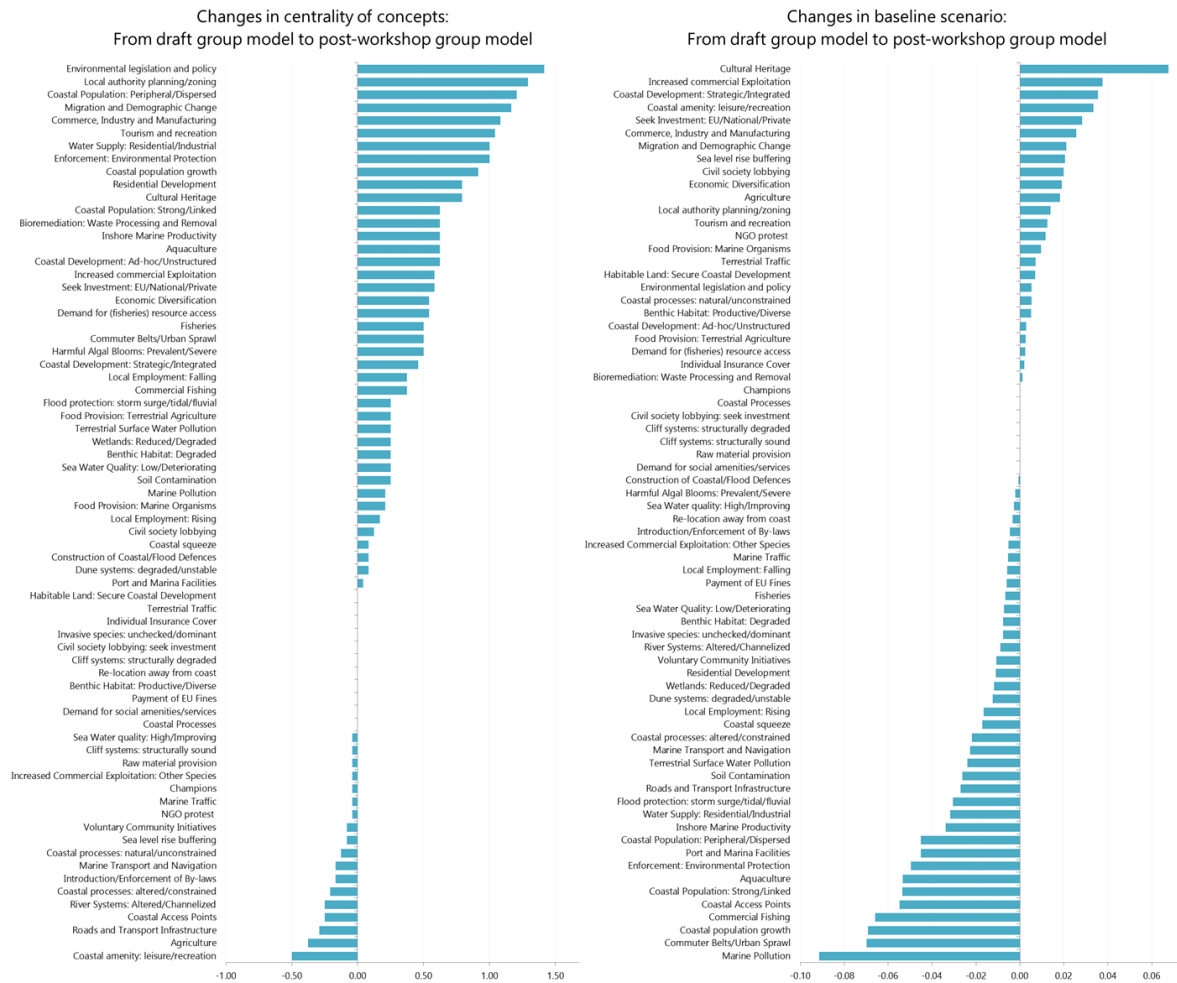 Changes in centrality of concepts:
From draft group model to post-workshop group model
Environmental legislation and policy
Local authority planning/zoning
Coastal Population: Peripheral/Dispersed
Migration and Demographic Change
Commerce, Industry and Manufacturing
Tourism and recreation
Water Supply: Residential/Industrial
Enforcement: Environmental Protection
Coastal population growth
Residential Development
Cultural Heritage
Coastal Population: Strong/Linked
Bioremediation: Waste Processing and Removal
Inshore Marine Productivity
Aquaculture
Coastal Development: Ad-hoc/Unstructured
Increased commercial Exploitation
Seek Investment: EU/National/Private
Economic Diversification
Demand for (fisheries) resource access
Fisheries
Commuter Belts/Urban Sprawl
Harmful Algal Blooms: Prevalent/Severe
Coastal Development: Strategic/Integrated
Local Employment: Falling
Commercial Fishing
Flood protection: storm surge/tidal/fluvial
Food Provision: Terrestrial Agriculture
Terrestrial Surface Water Pollution
Wetlands: Reduced/Degraded
Benthic Habitat: Degraded
Sea Water Quality: Low/Deteriorating
Soil Contamination
Marine Pollution
Food Provision: Marine Organisms
Local Employment: Rising
Civil society lobbying
Coastal squeeze
Construction of Coastal/Flood Defences
Dune systems: degraded/unstable
Port and Marina Facilities
Habitable Land: Secure Coastal Development
Terrestrial Traffic
Individual Insurance Cover
Invasive species: unchecked/dominant
Civil society lobbying: seek investment
Cliff systems: structurally degraded
Re-location away from coast
Benthic Habitat: Productive/Diverse
Payment of EU Fines
Demand for social amenities/services
Coastal Processes
Sea Water quality: High/Improving
Cliff systems: structurally sound
Raw material provision
Increased Commercial Exploitation: Other Species
Champions
Marine Traffic
NGO protest
Voluntary Community Initiatives
Sea level rise buffering
Coastal processes: natural/unconstrained
Marine Transport and Navigation
Introduction/Enforcement of By-laws
Coastal processes: altered/constrained
River Systems: Altered/Channelized
Coastal Access Points
Roads and Transport Infrastructure
Agriculture
Coastal amenity: leisure/recreation
-1.00 -0.50 0.00 0.50 1.00 1.50
Changes in baseline scenario:
From draft group model to post-workshop group model
Cultural Heritage
Increased commercial Exploitation
Coastal Development: Strategic/Integrated
Coastal amenity: leisure/recreation
Seek Investment: EU/National/Private
Commerce, Industry and Manufacturing
Migration and Demographic Change
Sea level rise buffering
Civil society lobbying
Economic Diversification
Agriculture
Local authority planning/zoning
Tourism and recreation
NGO protest
Food Provision: Marine Organisms
Terrestrial Traffic
Habitable Land: Secure Coastal Development
Environmental legislation and policy
Coastal processes: natural/unconstrained
Benthic Habitat: Productive/Diverse
Coastal Development: Ad-hoc/Unstructured
Food Provision: Terrestrial Agriculture
Demand for (fisheries) resource access
Individual Insurance Cover
Bioremediation: Waste Processing and Removal
Champions
Coastal Processes
Civil society lobbying: seek investment
Cliff systems: structurally degraded
Cliff systems: structurally sound
Raw material provision
Demand for social amenities/services
Construction of Coastal/Flood Defences
Harmful Algal Blooms: Prevalent/Severe
Sea Water quality: High/Improving
Re-location away from coast
Introduction/Enforcement of By-laws
Increased Commercial Exploitation: Other Species
Marine Traffic
Local Employment: Falling
Payment of EU Fines
Fisheries
Sea Water Quality: Low/Deteriorating
Benthic Habitat: Degraded
Invasive species: unchecked/dominant
River Systems: Altered/Channelized
Voluntary Community Initiatives
Residential Development
Wetlands: Reduced/Degraded
Dune systems: degraded/unstable
Local Employment: Rising
Coastal squeeze
Coastal processes: altered/constrained
Marine Transport and Navigation
Terrestrial Surface Water Pollution
Soil Contamination
Roads and Transport Infrastructure
Flood protection: storm surge/tidal/fluvial
Water Supply: Residential/Industrial
Inshore Marine Productivity
Coastal Population: Peripheral/Dispersed
Port and Marina Facilities
Enforcement: Environmental Protection
Aquaculture
Coastal Population: Strong/Linked
Coastal Access Points
Commercial Fishing
Coastal population growth
Commuter Belts/Urban Sprawl
Marine Pollution
-0.10 -0.08 -0.06 -0.04 -0.02 0.00 0.02 0.04 0.06